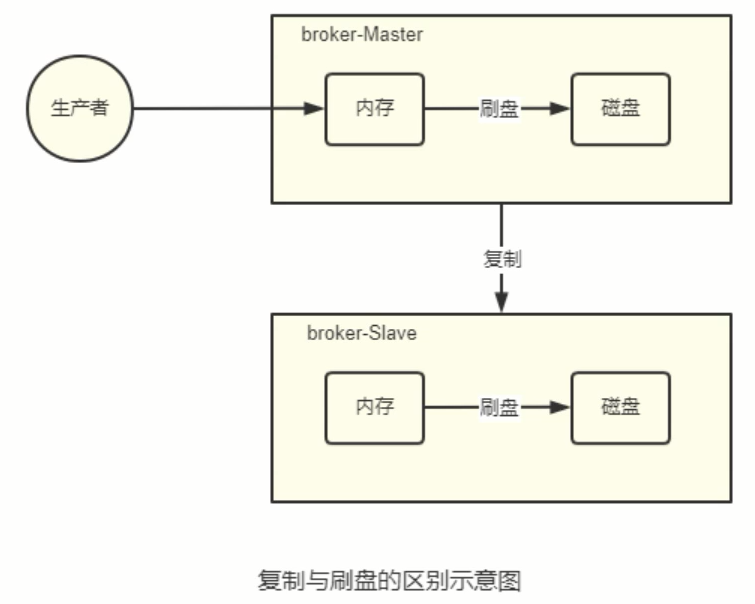 broker-Master
生产者
内存
刷盘
磁盘
复制
broker-Slave
内存
刷盘
磁盘
复制与刷盘的区别示意图